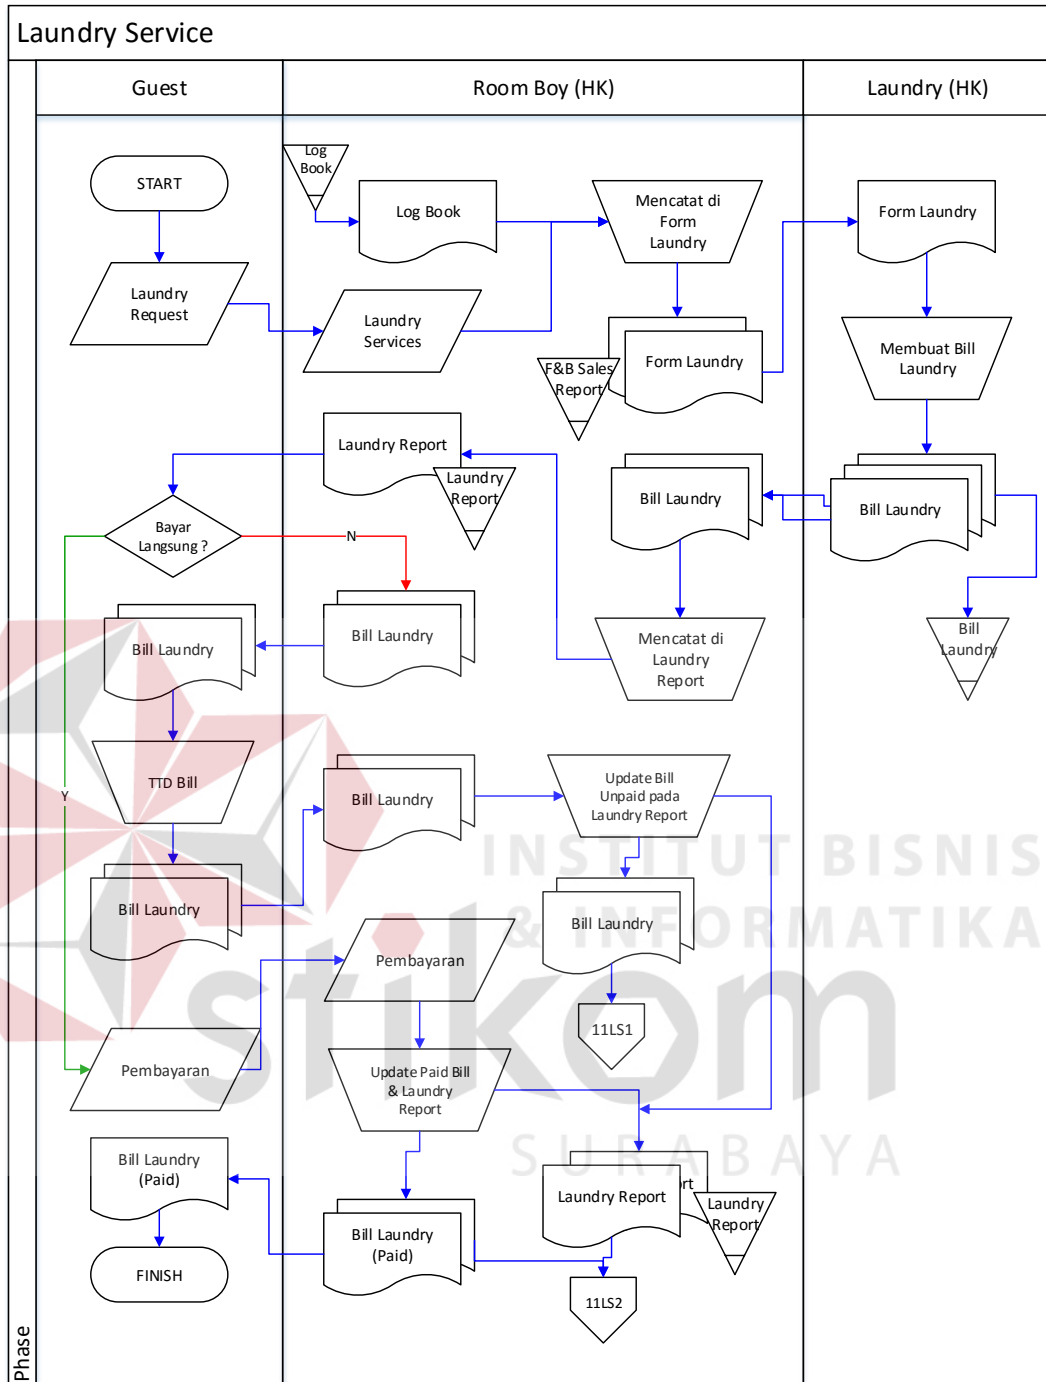 Laundry Service
Phase
Guest
Room Boy (HK)
Laundry (HK)
START
Log
Book
Log Book
Mencatat di
Form
Laundry
Form Laundry
Laundry
Request
Laundry
Services
Form Laundry
F&B Sales
Report
Membuat Bill
Laundry
Laundry Report
Laundry
Report
Bill Laundry
Bill Laundry
Bayar
Langsung ?
N
Bill Laundry
Bill Laundry
Mencatat di
Laundry
Report
Bill
Laundry
TTD Bill
Y
Bill Laundry
Update Bill
Unpaid pada
Laundry Report
Bill Laundry
Bill Laundry
Pembayaran
11LS1
Pembayaran
Update Paid Bill
& Laundry
Report
Bill Laundry
(Paid)
Bill Laundry
(Paid)
Laundry Report
rt
Laundry
Report
FINISH
11LS2
INSTITUT BISNIS
& INFORMATIKA
stikom
SURABAYA